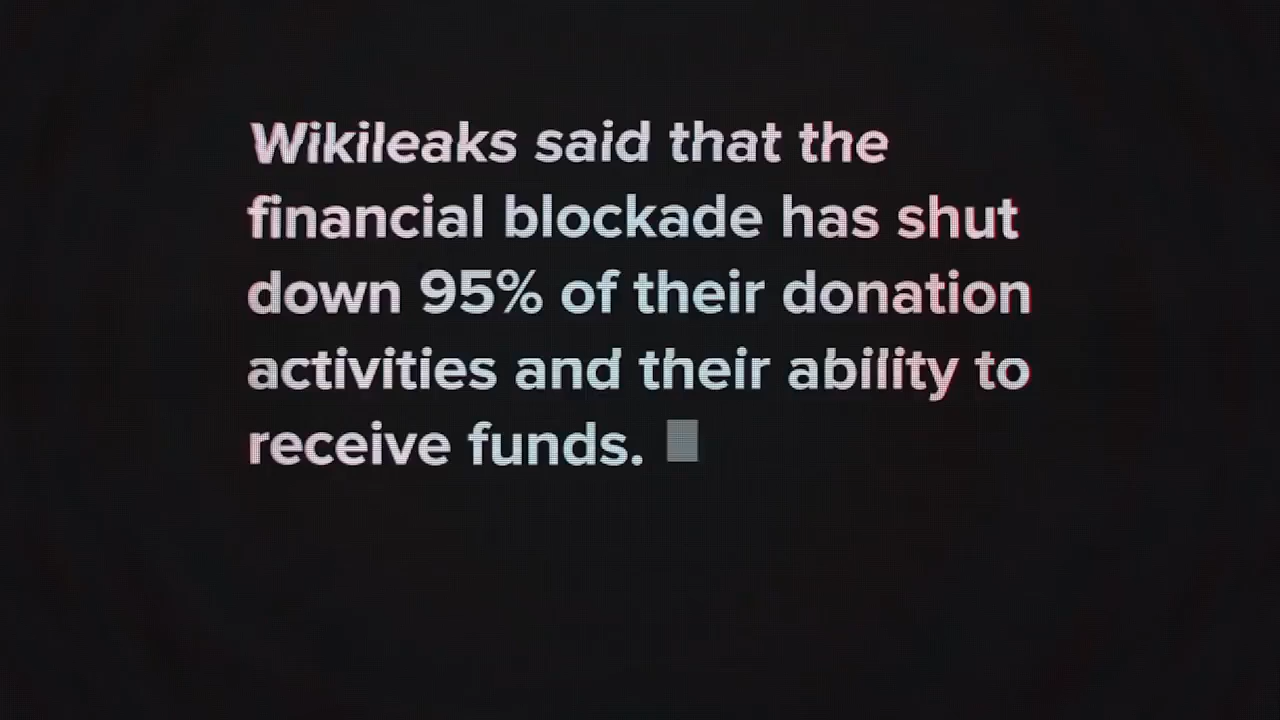 Wikileaks said that the
financial blockade has shut
down 95% of their donation
activities and their ability to
receive funds.